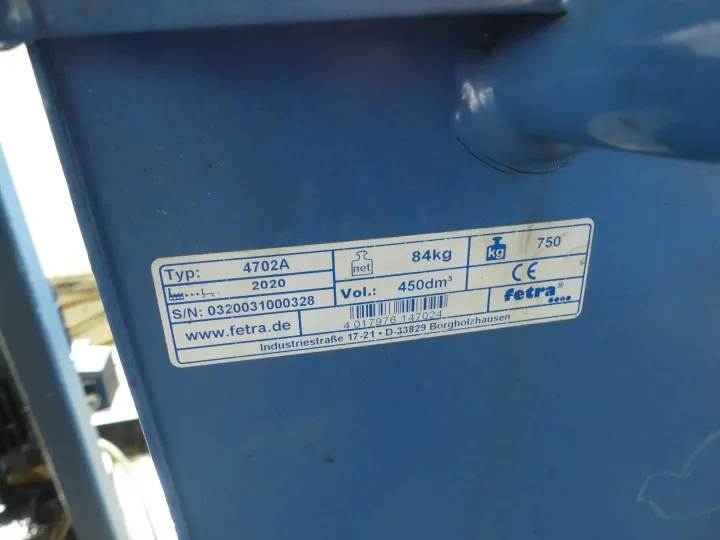 Typ: 4702A
2020
S/N: 0320031000328
www.fetra.de
net 84kg
Vol.: 450dm³
4 017976 147024
kg 750
CE
fetra®
Industriestraße 17-21 • D-33829 Borgholzhausen